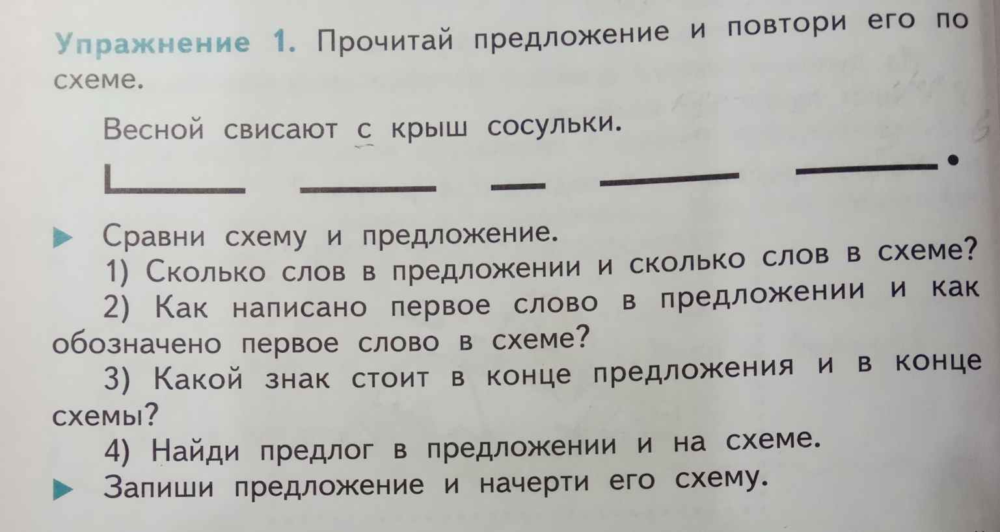 Упражнение 1. Прочитай предложение и повтори его по
схеме.
Весной свисают с крыш сосульки.
Сравни схему и предложение.
1) Сколько слов в предложении и сколько слов в схеме?
2) Как написано первое слово в предложении и как
обозначено первое слово в схеме?
3) Какой знак стоит в конце предложения и в конце
схемы?
4) Найди предлог в предложении и на схеме.
Запиши предложение и начерти его схему.